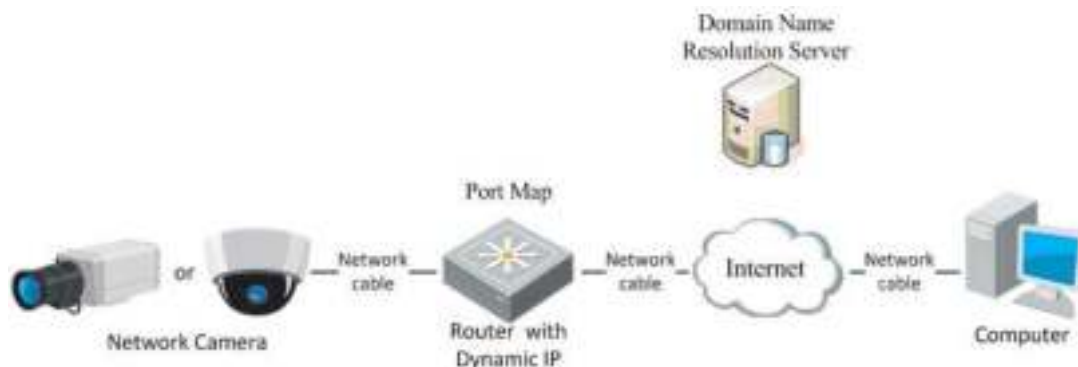 Domain Name
Resolution Server
Port Map
or
Network
cable
Network
cable
Internet
Network
cable
Network Camera
Router with
Dynamic IP
Computer